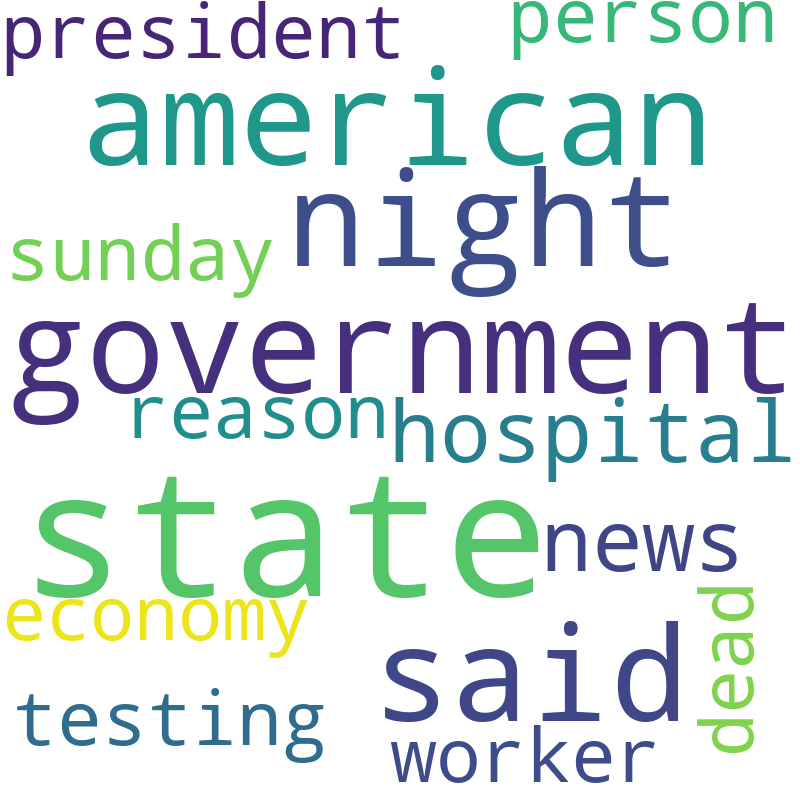 president person
american
night
sunday
government
reason hospital
state
news
economy
dead
said
testing
worker